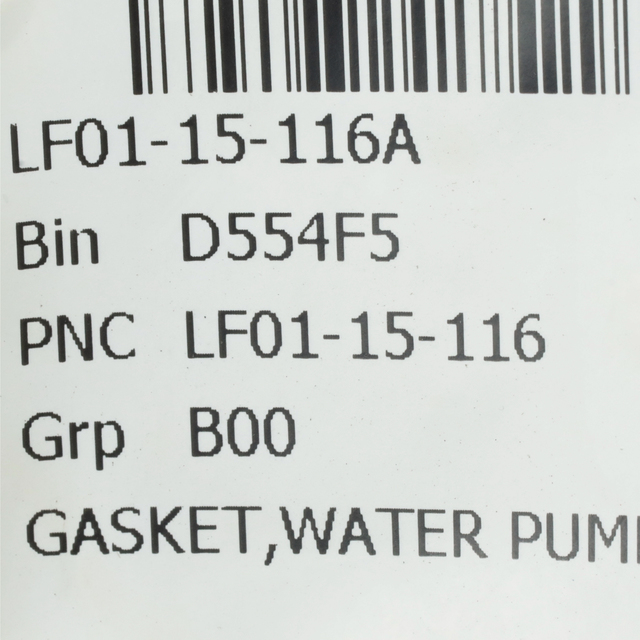 LF01-15-116A
Bin D554F5
PNC LF01-15-116
Grp B00
GASKET,WATER